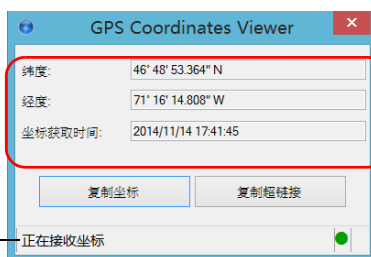 GPS Coordinates Viewer
纬度: 46° 48' 53.364" N
经度: 71° 16' 14.808" W
坐标获取时间: 2014/11/14 17:41:45
复制坐标 复制超链接
正在接收坐标